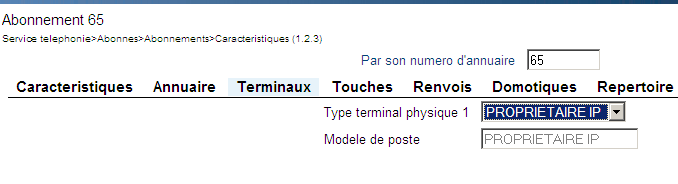 Abonnement 65
Service telephonie>Abonnes>Abonnements>Caracteristiques (1.2.3)
Par son numero d'annuaire 65
Caracteristiques Annuaire Terminaux Touches Renvois Domotiques Repertoire
Type terminal physique 1 PROPRIETAIRE IP
Modele de poste PROPRIETAIRE IP